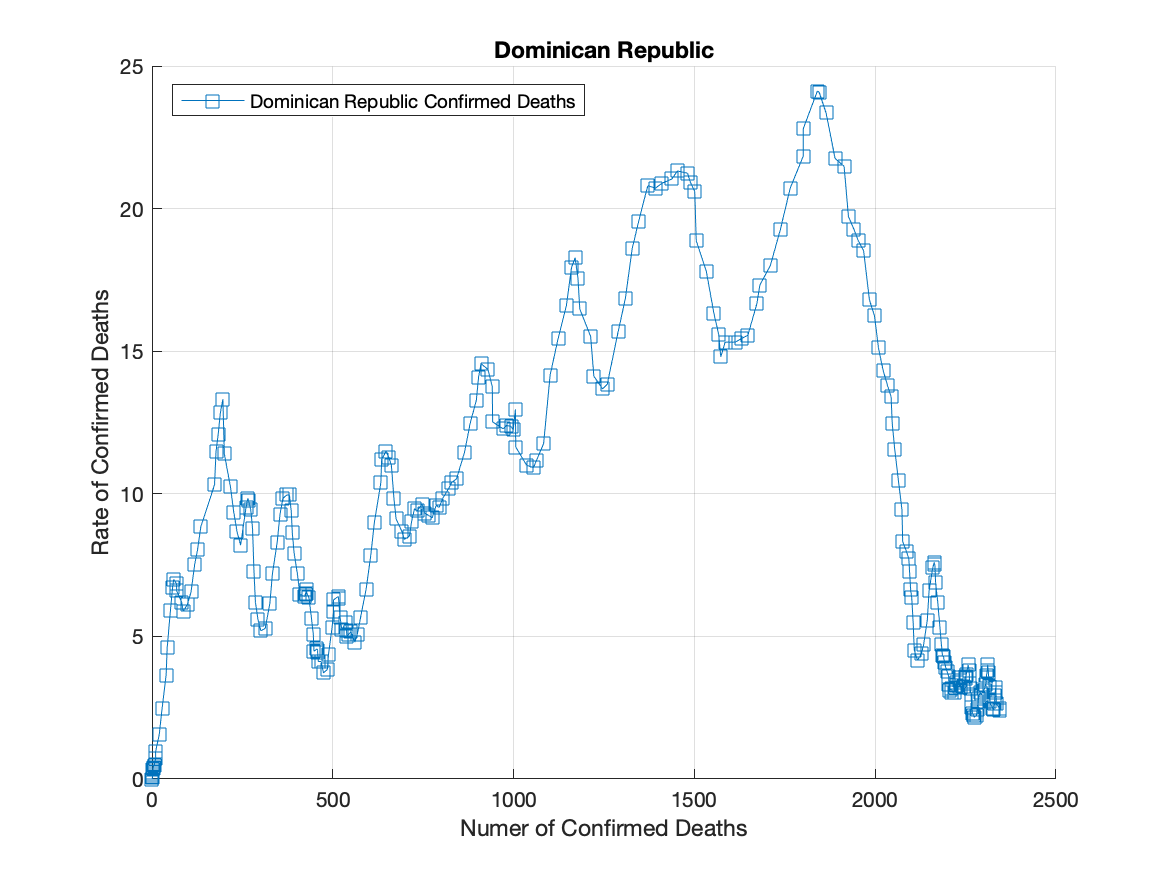 Dominican Republic
Dominican Republic Confirmed Deaths
Rate of Confirmed Deaths
25
20
15
10
5
0
0 500 1000 1500 2000 2500
Numer of Confirmed Deaths